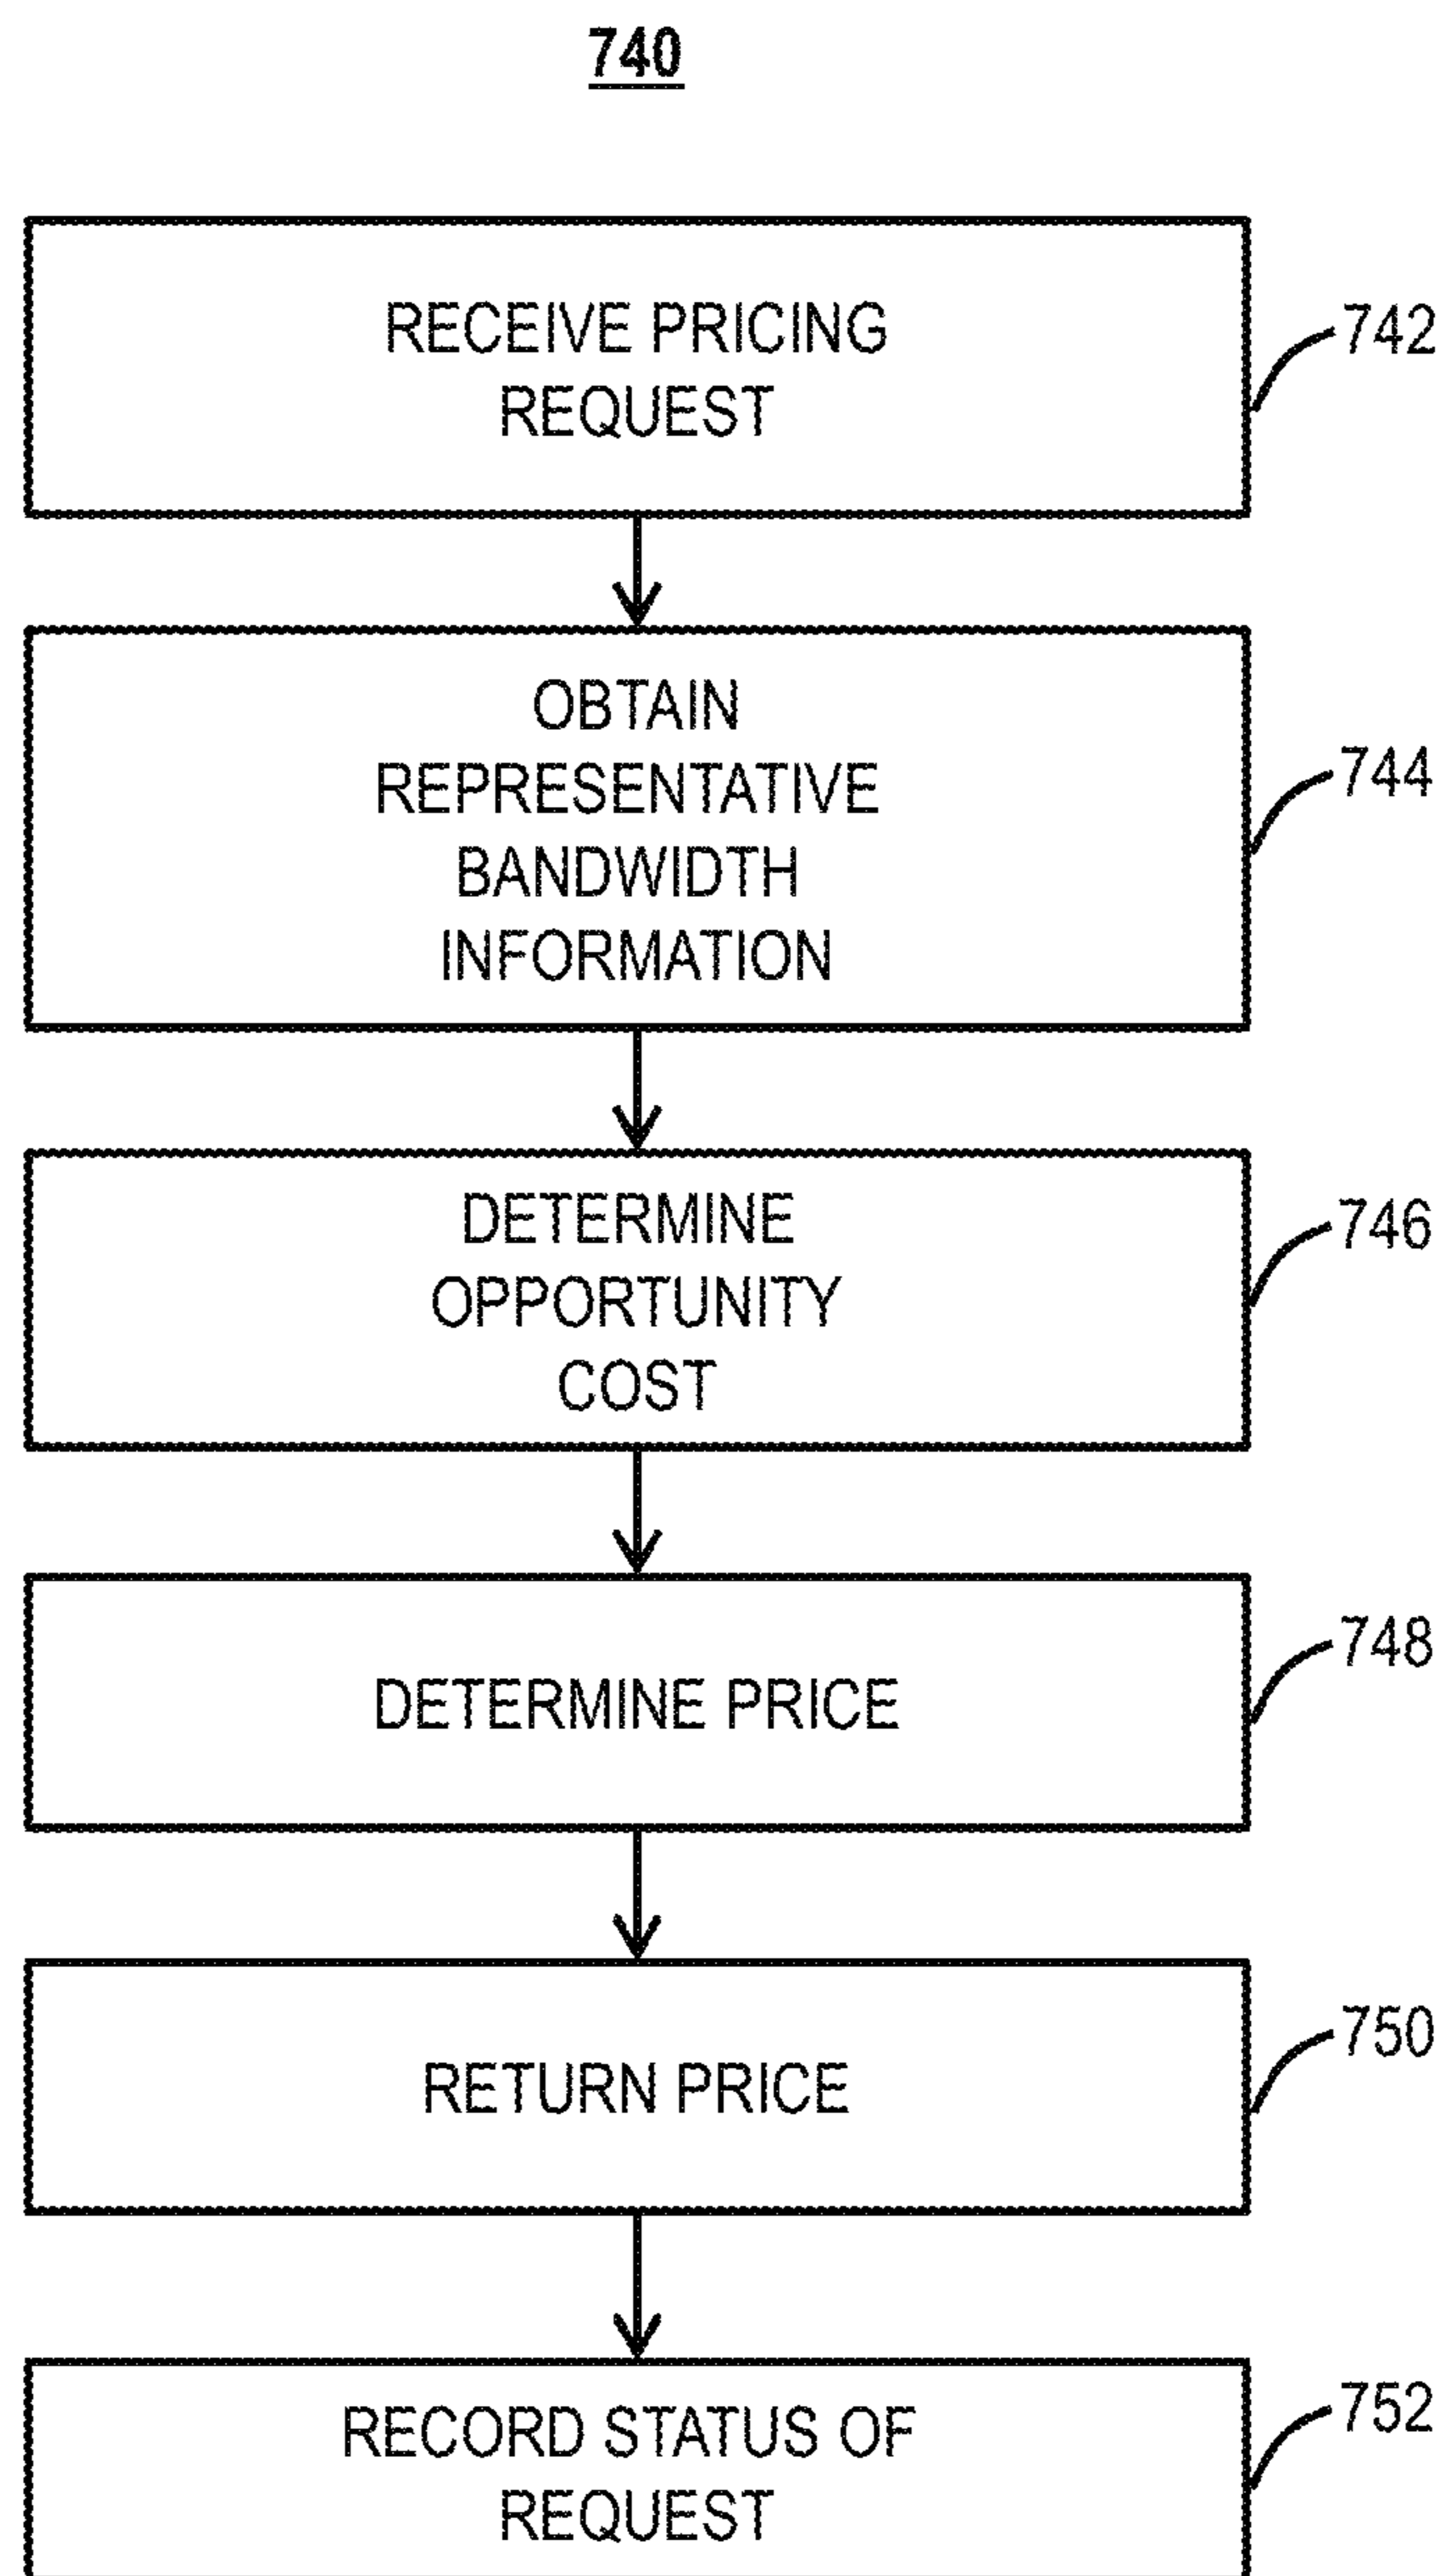 740
RECEIVE PRICING
REQUEST
742
OBTAIN
REPRESENTATIVE
BANDWIDTH
INFORMATION
744
DETERMINE
OPPORTUNITY
COST
746
DETERMINE PRICE
748
RETURN PRICE
750
RECORD STATUS OF
REQUEST
752